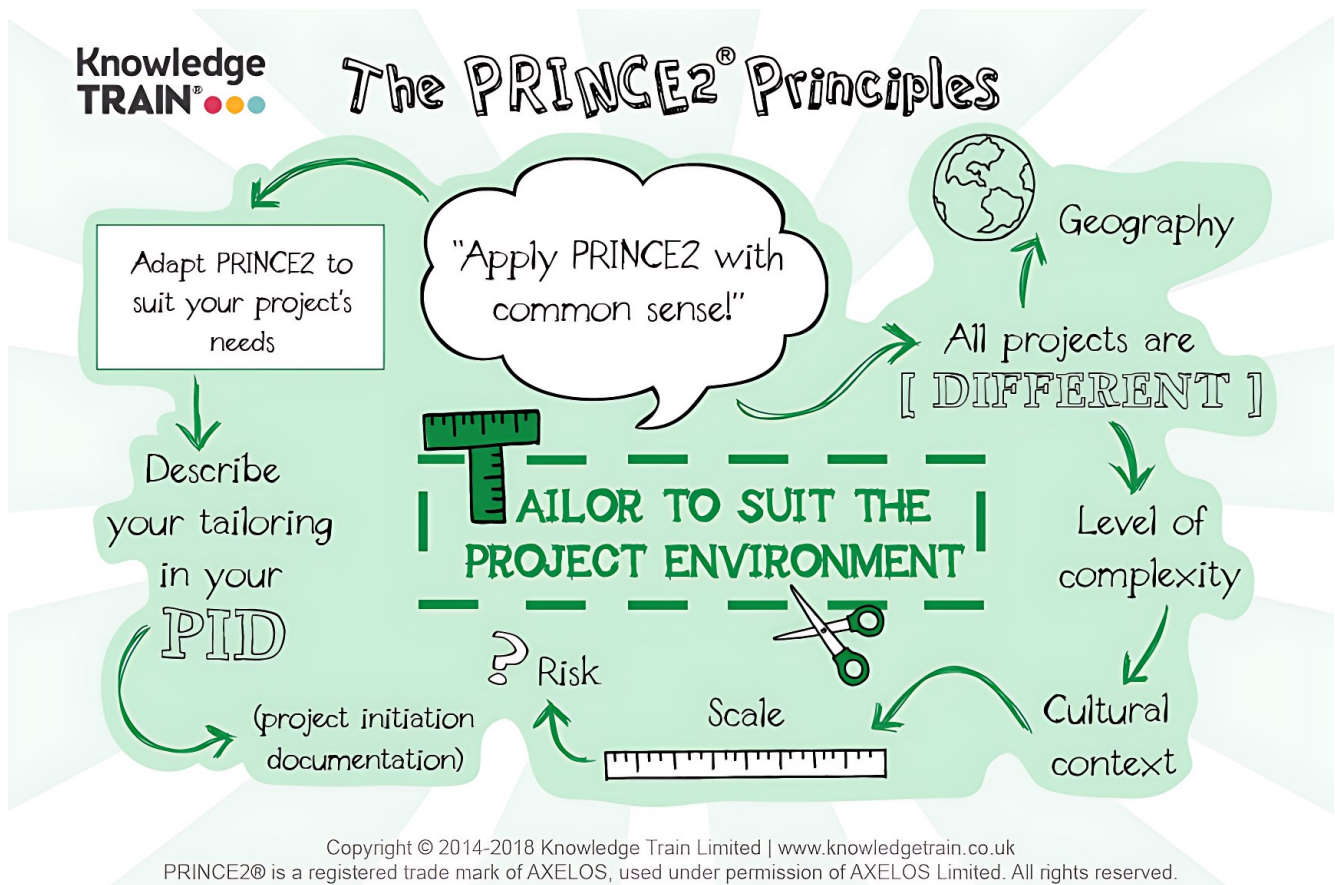 Knowledge
TRAIN®
The PRINCE2® Principles
"Apply PRINCE2 with
common sense!"
Adapt PRINCE2 to
suit your project's
needs
Describe
your tailoring
in your
PID
(project initiation
documentation)
TAILOR TO SUIT THE
PROJECT ENVIRONMENT
All projects are
[ DIFFERENT ]
Geography
Level of
complexity
Cultural
context
Scale
? Risk
Copyright © 2014-2018 Knowledge Train Limited | www.knowledgetrain.co.uk
PRINCE2® is a registered trade mark of AXELOS, used under permission of AXELOS Limited. All rights reserved.